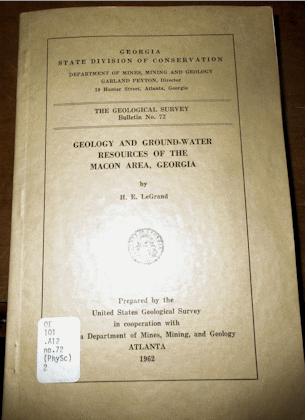 GEORGIA
STATE DIVISION OF CONSERVATION
DEPARTMENT OF MINES, MINING AND GEOLOGY
GARLAND PEYTON, Director
19 Hunter Street, Atlanta, Georgia
THE GEOLOGICAL SURVEY
Bulletin No. 72
GEOLOGY AND GROUND-WATER
RESOURCES OF THE
MACON AREA, GEORGIA
by
H. E. LeGrand
Prepared by the
United States Geological Survey
in cooperation with
a Department of Mines, Mining, and Geology
ATLANTA
1962
QE
101
.A12
no.72
(PhySc)
2